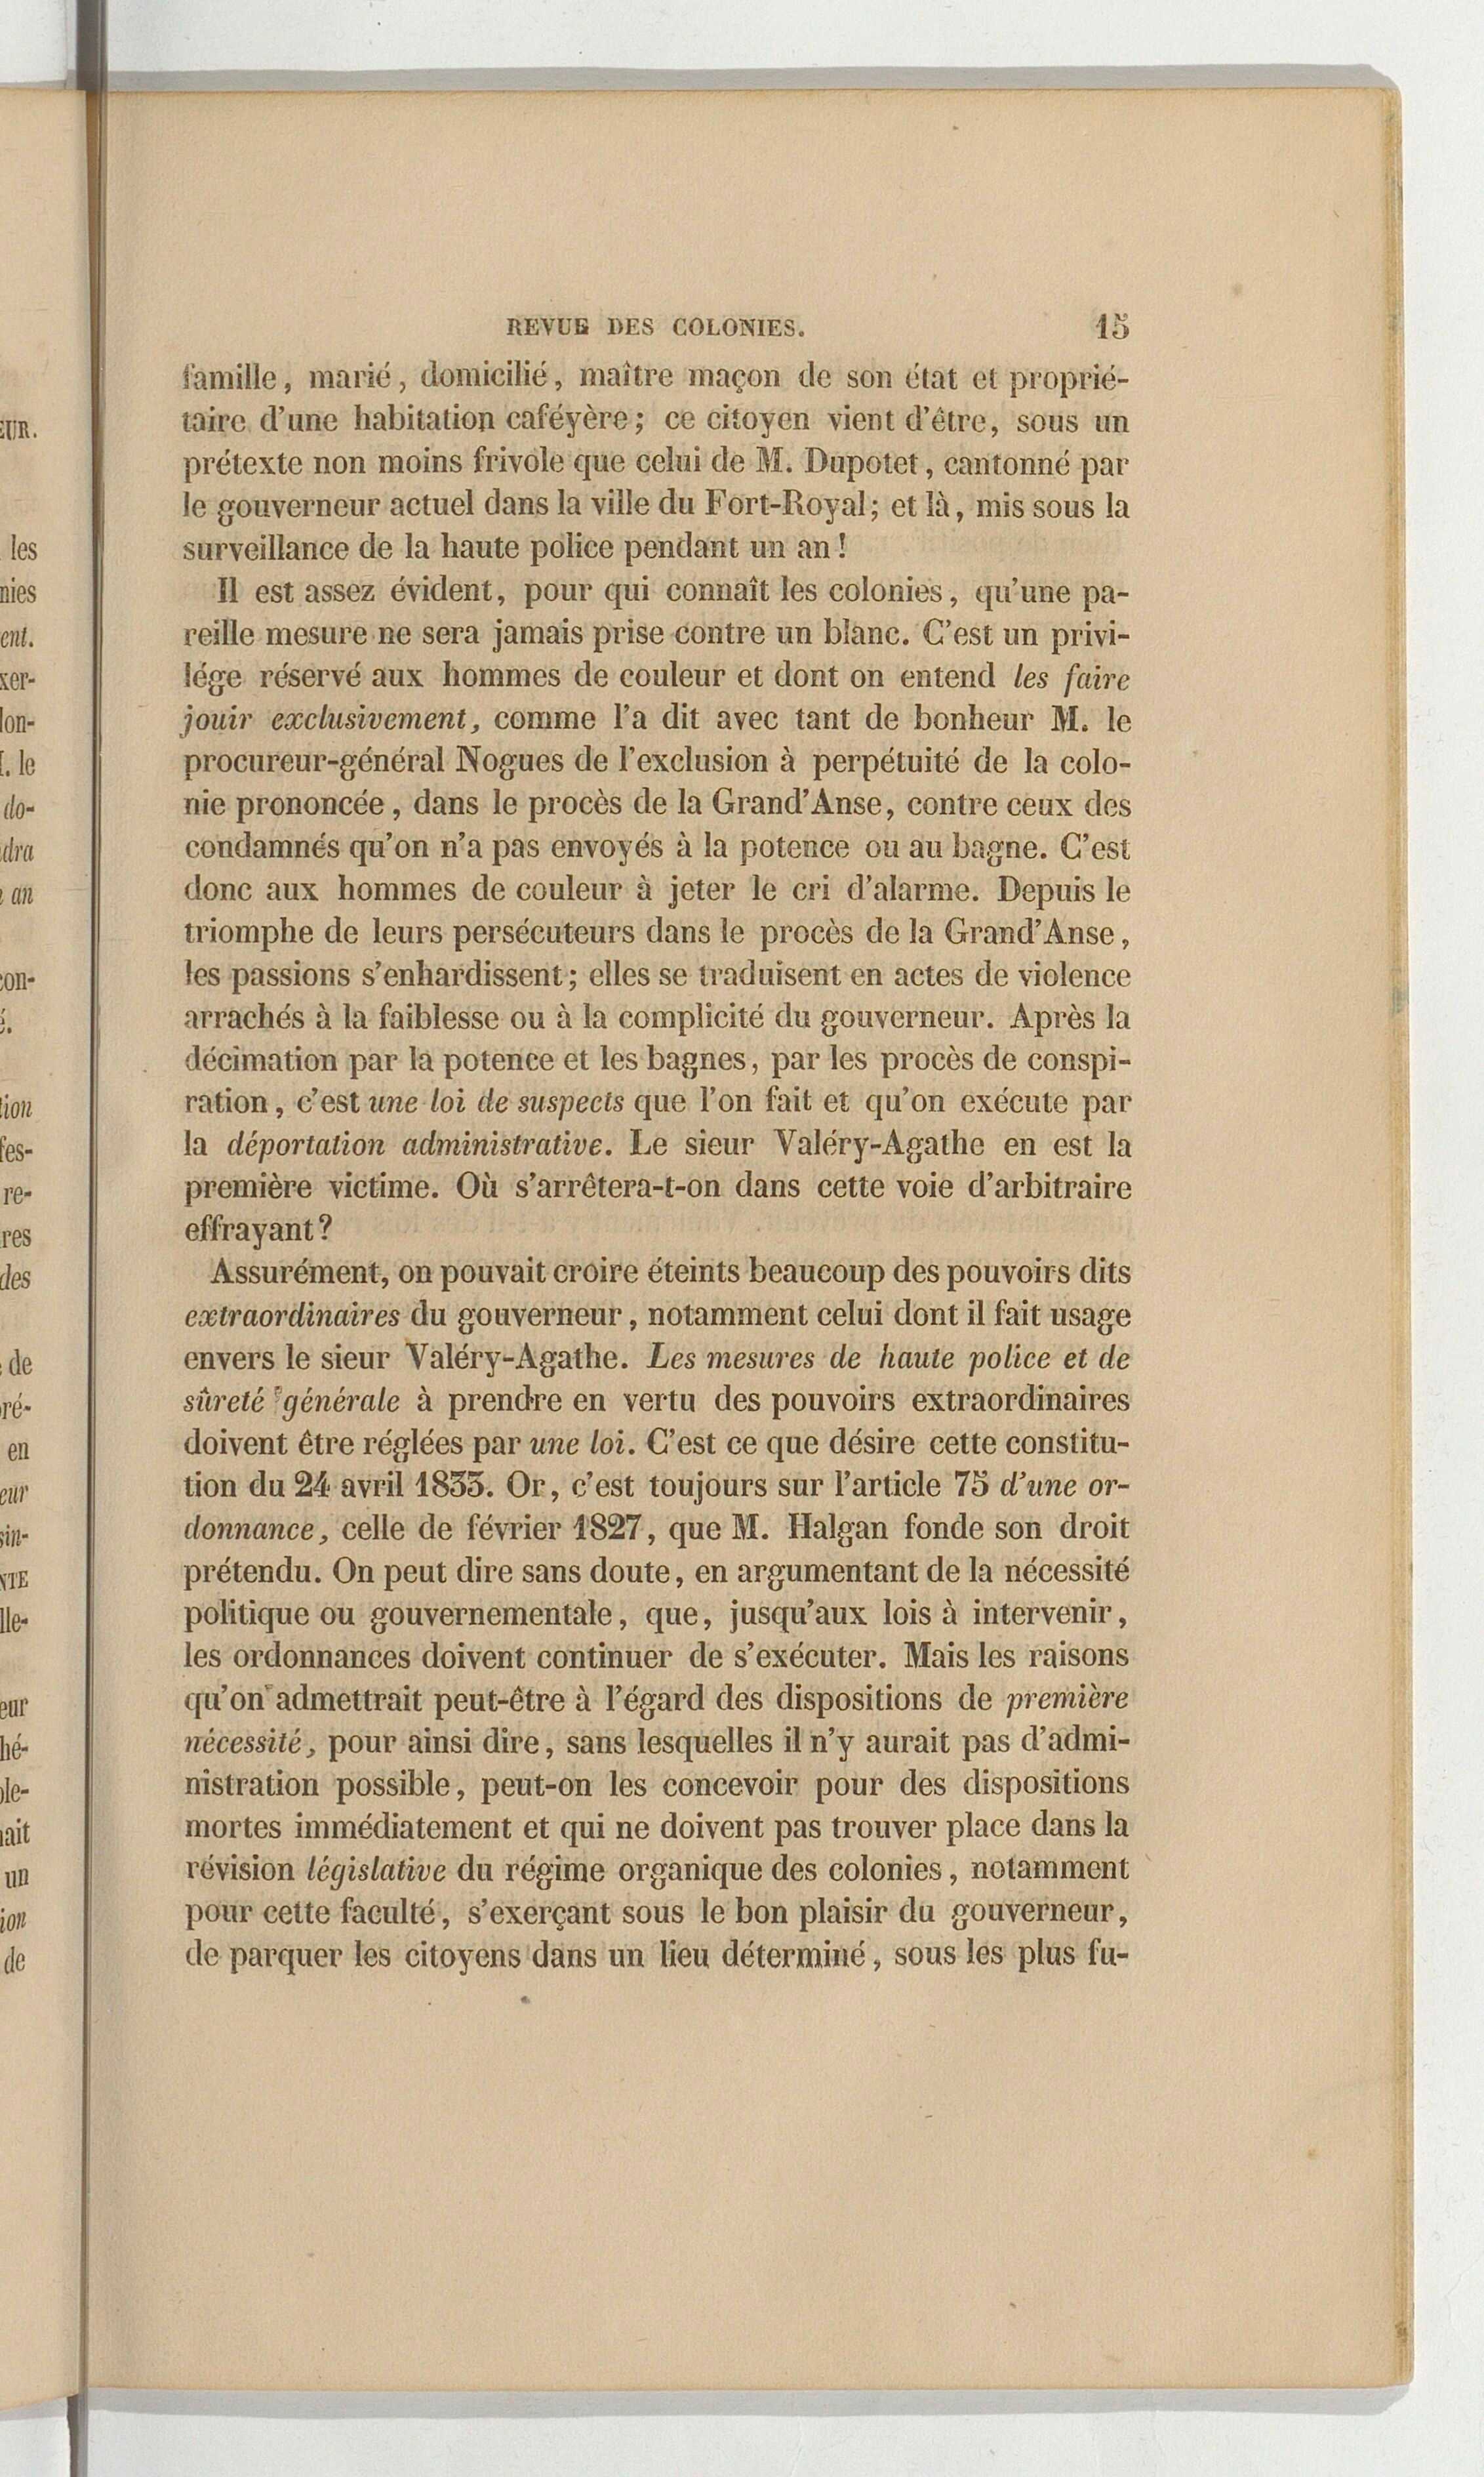 REVUE DES COLONIES. 15
famille, marié, domicilié, maître maçon de son état et proprié-
taire d'une habitation caféyère; ce citoyen vient d'être, sous un
prétexte non moins frivole que celui de M. Dupotet, cantonné par
le gouverneur actuel dans la ville du Fort-Royal; et là, mis sous la
surveillance de la haute police pendant un an!
Il est assez évident, pour qui connaît les colonies, qu'une pa-
reille mesure ne sera jamais prise contre un blanc. C'est un privi-
lége réservé aux hommes de couleur et dont on entend les faire
jouir exclusivement, comme l'a dit avec tant de bonheur M. le
procureur-général Nogues de l'exclusion à perpétuité de la colo-
nie prononcée, dans le procès de la Grand'Anse, contre ceux des
condamnés qu'on n'a pas envoyés à la potence ou au bagne. C'est
donc aux hommes de couleur à jeter le cri d'alarme. Depuis le
triomphe de leurs persécuteurs dans le procès de la Grand'Anse,
les passions s'enhardissent; elles se traduisent en actes de violence
arrachés à la faiblesse ou à la complicité du gouverneur. Après la
décimation par la potence et les bagnes, par les procès de conspi-
ration, c'est une loi de suspects que l'on fait et qu'on exécute par
la déportation administrative. Le sieur Valéry-Agathe en est la
première victime. Où s'arrêtera-t-on dans cette voie d'arbitraire
effrayant?
Assurément, on pouvait croire éteints beaucoup des pouvoirs dits
extraordinaires du gouverneur, notamment celui dont il fait usage
envers le sieur Valéry-Agathe. Les mesures de haute police et de
sûreté générale à prendre en vertu des pouvoirs extraordinaires
doivent être réglées par une loi. C'est ce que désire cette constitu-
tion du 24 avril 1833. Or, c'est toujours sur l'article 75 d'une or-
donnance, celle de février 1827, que M. Halgan fonde son droit
prétendu. On peut dire sans doute, en argumentant de la nécessité
politique ou gouvernementale, que, jusqu'aux lois à intervenir,
les ordonnances doivent continuer de s'exécuter. Mais les raisons
qu'on admettrait peut-être à l'égard des dispositions de première
nécessité, pour ainsi dire, sans lesquelles il n'y aurait pas d'admi-
nistration possible, peut-on les concevoir pour des dispositions
mortes immédiatement et qui ne doivent pas trouver place dans la
révision législative du régime organique des colonies, notamment
pour cette faculté, s'exerçant sous le bon plaisir du gouverneur,
de parquer les citoyens dans un lieu déterminé, sous les plus fu-